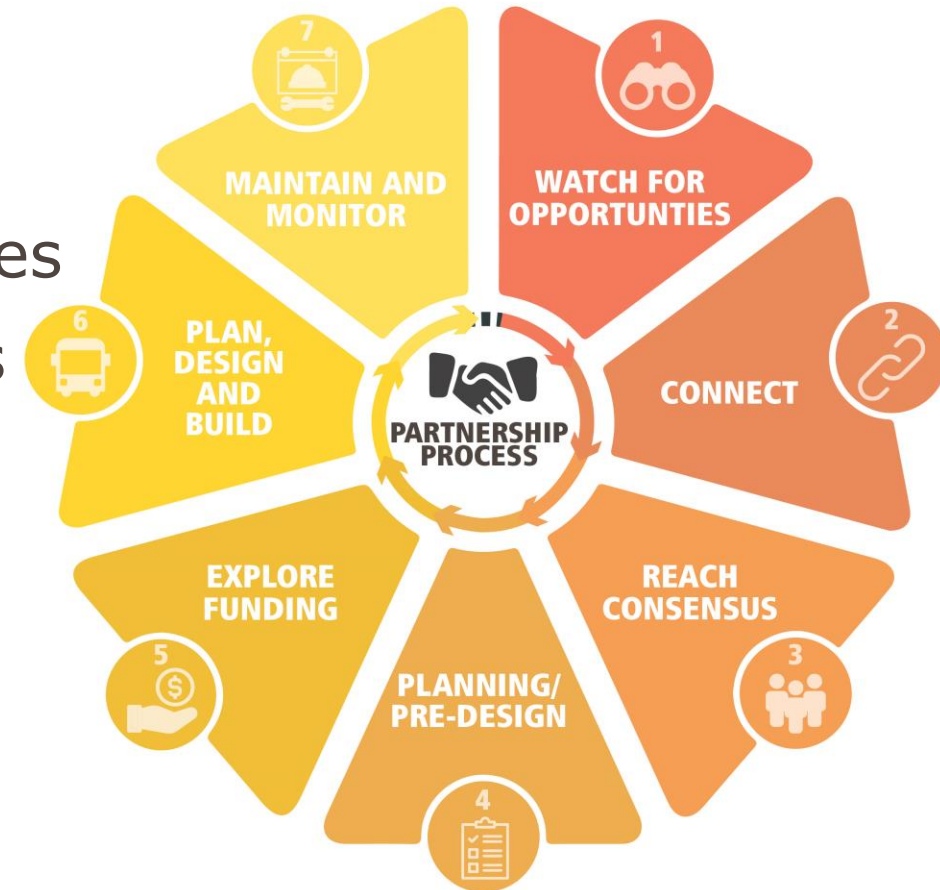 1
WATCH FOR
OPPORTUNTIES
2
CONNECT
3
REACH
CONSENSUS
4
PLANNING/
PRE-DESIGN
5
EXPLORE
FUNDING
$
6
PLAN,
DESIGN
AND
BUILD
7
MAINTAIN AND
MONITOR
PARTNERSHIP
PROCESS
es
s